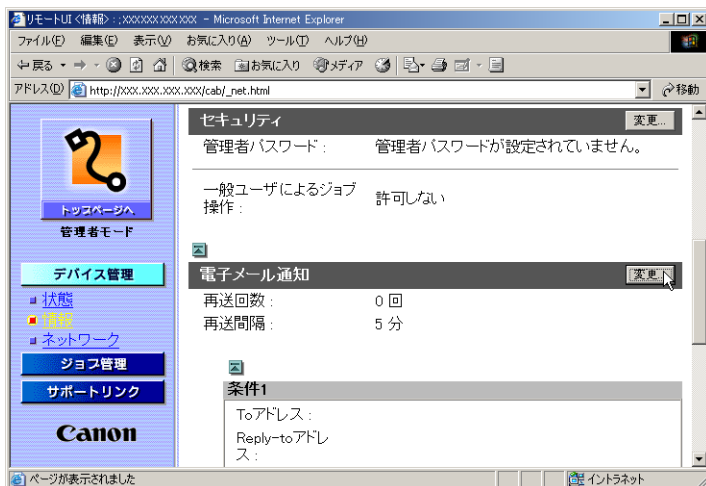 リモートUI <情報> : ;XXXXXX XXX XXX - Microsoft Internet Explorer
ファイル(F) 編集(E) 表示(V) お気に入り(A) ツール(T) ヘルプ(H)
戻る 検索 お気に入り メディア
アドレス(D) http://XXX.XXX.XXX.XXX/cab/_net.html 移動
トップページへ
管理者モード
デバイス管理
状態
情報
ネットワーク
ジョブ管理
サポートリンク
Canon
セキュリティ 変更...
管理者パスワード : 管理者パスワードが設定されていません。
一般ユーザによるジョブ
操作 : 許可しない
電子メール通知 変更...
再送回数 : 0 回
再送間隔 : 5 分
条件1
Toアドレス :
Reply-toアドレ
ス :
ページが表示されました イントラネット